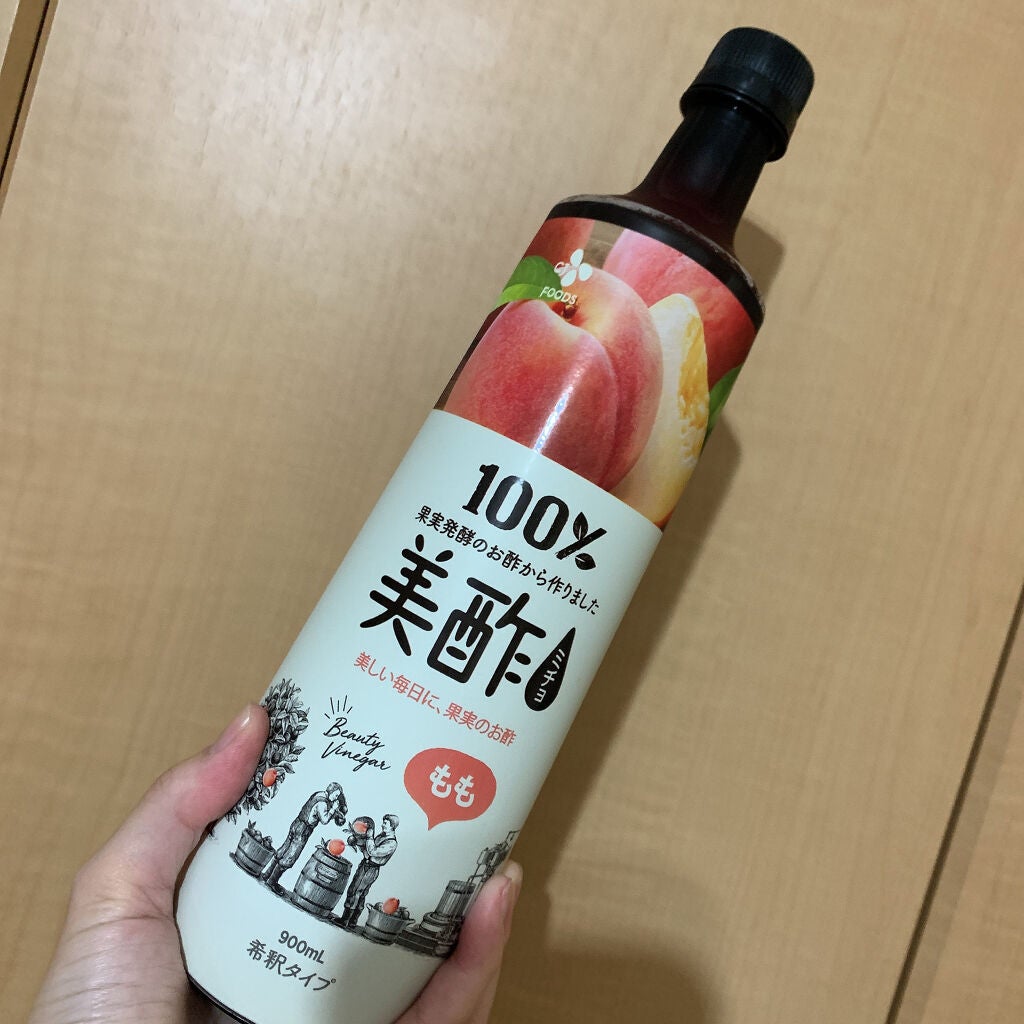 CJ
FOODS
100%
果実発酵のお酢から作りました
美酢
ミチョ
美しい毎日に、果実のお酢
Beauty
Vinegar
もも
900mL
希釈タイプ